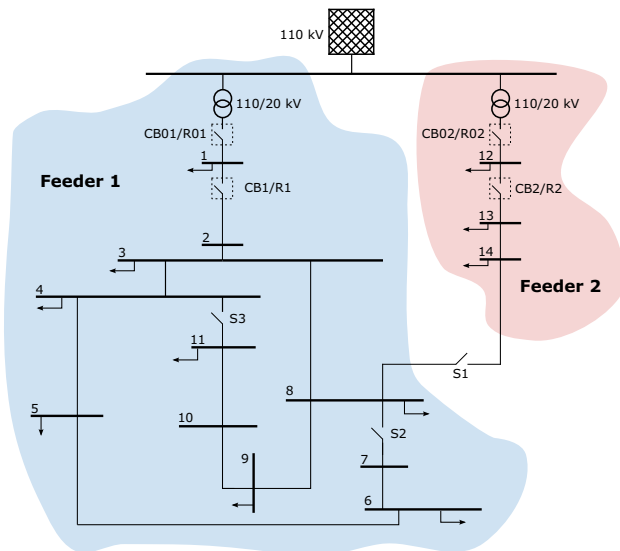 110 kV
110/20 kV
110/20 kV
CB01/R01
CB02/R02
1
12
Feeder 1
CB1/R1
CB2/R2
13
2
3
14
Feeder 2
4
S3
11
S1
8
5
10
S2
9
7
6